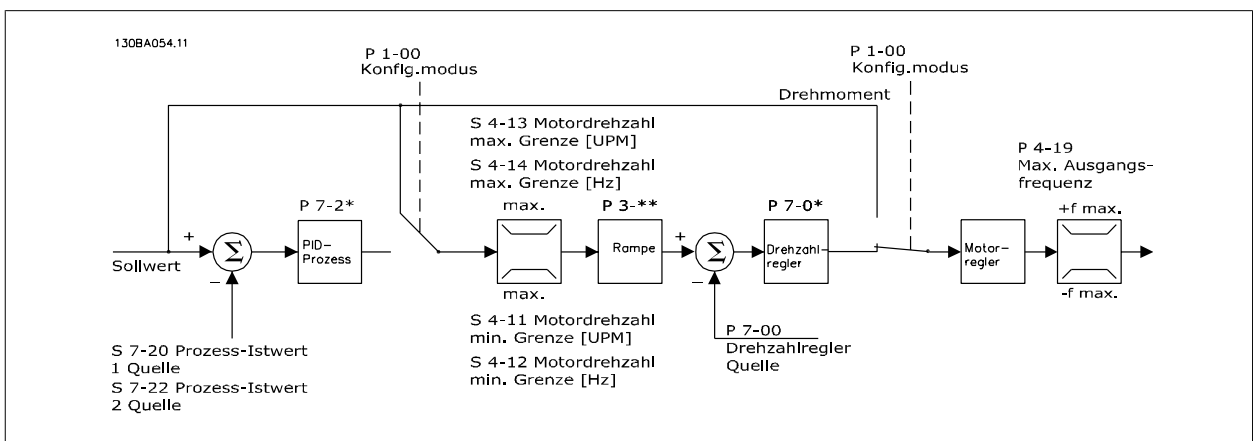 130BA054.11
P 1-00
Konfig.modus
P 1-00
Konfig.modus
Drehmoment
S 4-13 Motordrehzahl
max. Grenze [UPM]
S 4-14 Motordrehzahl
max. Grenze [Hz]
P 4-19
Max. Ausgangs-
frequenz
P 7-2*
max.
P 3-**
P 7-0*
+f max.
+
Σ
PID-
Prozess
Rampe
+
Σ
Drehzahl-
regler
Motor-
regler
Sollwert
−
max.
−
-f max.
S 4-11 Motordrehzahl
min. Grenze [UPM]
S 4-12 Motordrehzahl
min. Grenze [Hz]
P 7-00
Drehzahlregler
Quelle
S 7-20 Prozess-Istwert
1 Quelle
S 7-22 Prozess-Istwert
2 Quelle